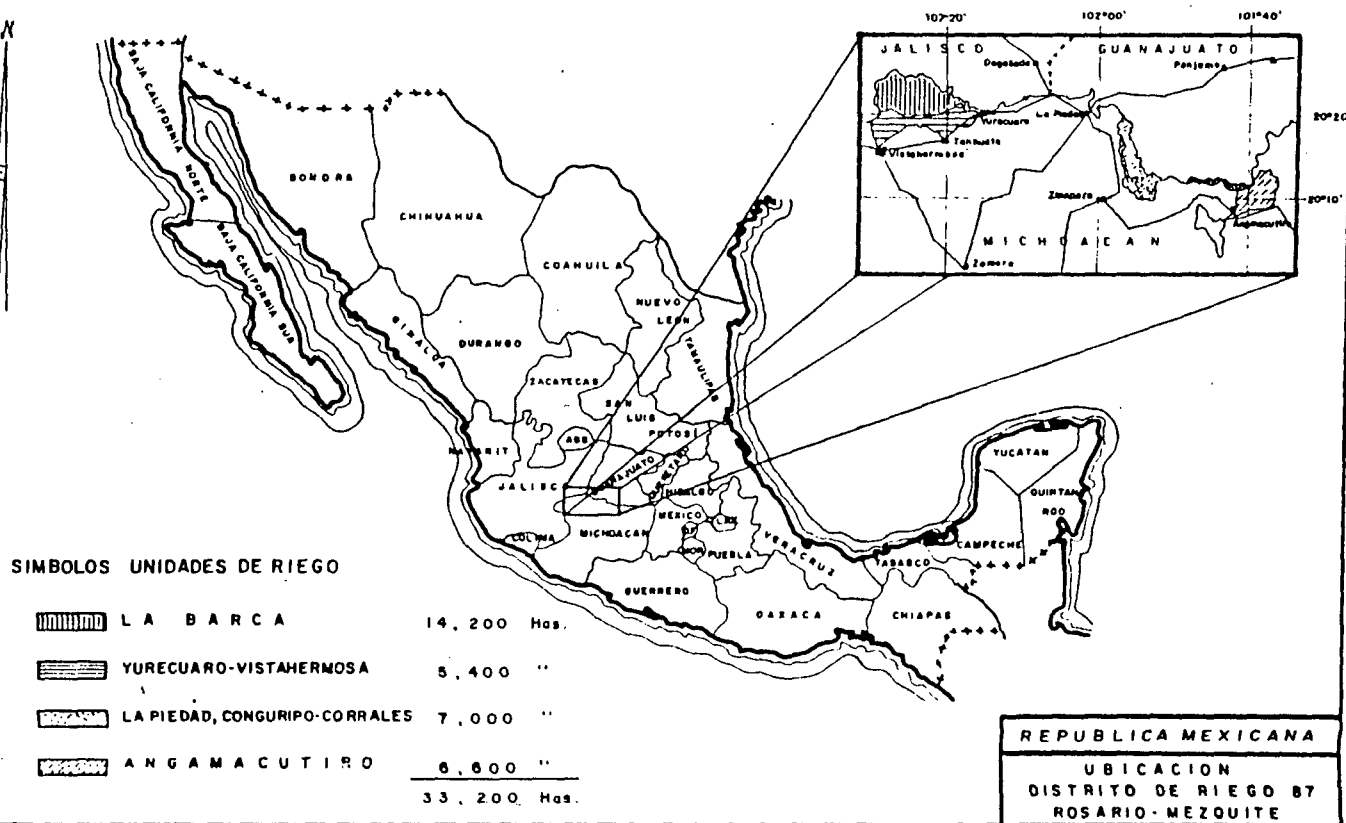 N
107°20'
102°00'
101°40'
JALISCO
GUANAJUATO
Degollado
Penjamo
Yurecuaro
La Piedad
20°20'
Tanhuato
Vistahermosa
Zinaparo
20°10'
Angamacutiro
MICHOACAN
Zamora
BAJA CALIFORNIA NORTE
BAJA CALIFORNIA SUR
SONORA
CHIHUAHUA
COAHUILA
NUEVO LEON
TAMAULIPAS
SINALOA
DURANGO
ZACATECAS
SAN LUIS POTOSÍ
NAYARIT
AGS
JALISCO
GUANAJUATO
QUERETARO
HIDALGO
MEXICO
D.F.
TLAX
MOR
PUEBLA
COLIMA
MICHOACAN
GUERRERO
VERACRUZ
OAXACA
TABASCO
CHIAPAS
CAMPECHE
YUCATAN
QUINTANA ROO
SIMBOLOS UNIDADES DE RIEGO
LA BARCA 14,200 Has.
YURECUARO-VISTAHERMOSA 5,400 "
LA PIEDAD, CONGURIPO-CORRALES 7,000 "
ANGAMACUTIRO 6,600 "
33,200 Has.
REPUBLICA MEXICANA
UBICACION
DISTRITO DE RIEGO 87
ROSARIO-MEZQUITE